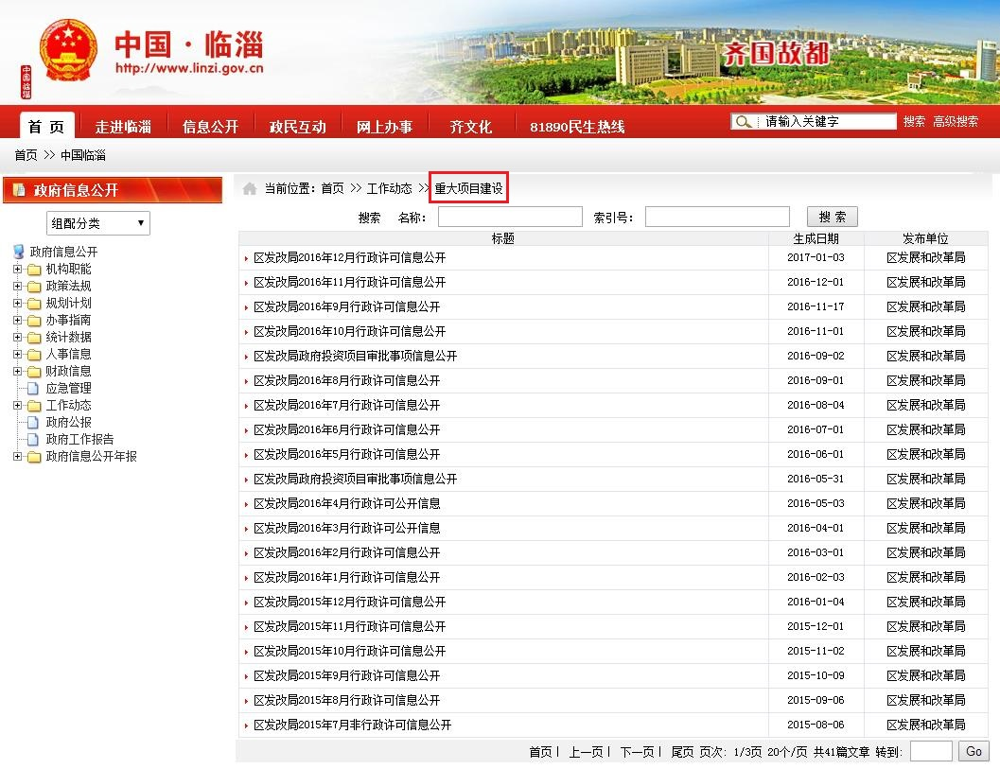 中国·临淄
http://www.linzi.gov.cn
中国临淄
齐国故都
首页 走进临淄 信息公开 政民互动 网上办事 齐文化 81890民生热线 请输入关键字 搜索 高级搜索
首页 >> 中国临淄
政府信息公开
组配分类
政府信息公开
机构职能
政策法规
规划计划
办事指南
统计数据
人事信息
财政信息
应急管理
工作动态
政府公报
政府工作报告
政府信息公开年报
当前位置：首页 >> 工作动态 >> 重大项目建设
搜索 名称： 索引号： 搜索
标题 生成日期 发布单位
区发改局2016年12月行政许可信息公开 2017-01-03 区发展和改革局
区发改局2016年11月行政许可信息公开 2016-12-01 区发展和改革局
区发改局2016年9月行政许可信息公开 2016-11-17 区发展和改革局
区发改局2016年10月行政许可信息公开 2016-11-01 区发展和改革局
区发改局政府投资项目审批事项信息公开 2016-09-02 区发展和改革局
区发改局2016年8月行政许可信息公开 2016-09-01 区发展和改革局
区发改局2016年7月行政许可信息公开 2016-08-04 区发展和改革局
区发改局2016年6月行政许可信息公开 2016-07-01 区发展和改革局
区发改局2016年5月行政许可信息公开 2016-06-01 区发展和改革局
区发改局政府投资项目审批事项信息公开 2016-05-31 区发展和改革局
区发改局2016年4月行政许可公开信息 2016-05-03 区发展和改革局
区发改局2016年3月行政许可公开信息 2016-04-01 区发展和改革局
区发改局2016年2月行政许可信息公开 2016-03-01 区发展和改革局
区发改局2016年1月行政许可信息公开 2016-02-03 区发展和改革局
区发改局2015年12月行政许可信息公开 2016-01-04 区发展和改革局
区发改局2015年11月行政许可信息公开 2015-12-01 区发展和改革局
区发改局2015年10月行政许可信息公开 2015-11-02 区发展和改革局
区发改局2015年9月行政许可信息公开 2015-10-09 区发展和改革局
区发改局2015年8月行政许可信息公开 2015-09-06 区发展和改革局
区发改局2015年7月非行政许可信息公开 2015-08-06 区发展和改革局
首页| 上一页| 下一页| 尾页 页次：1/3页 20个/页 共41篇文章 转到： Go